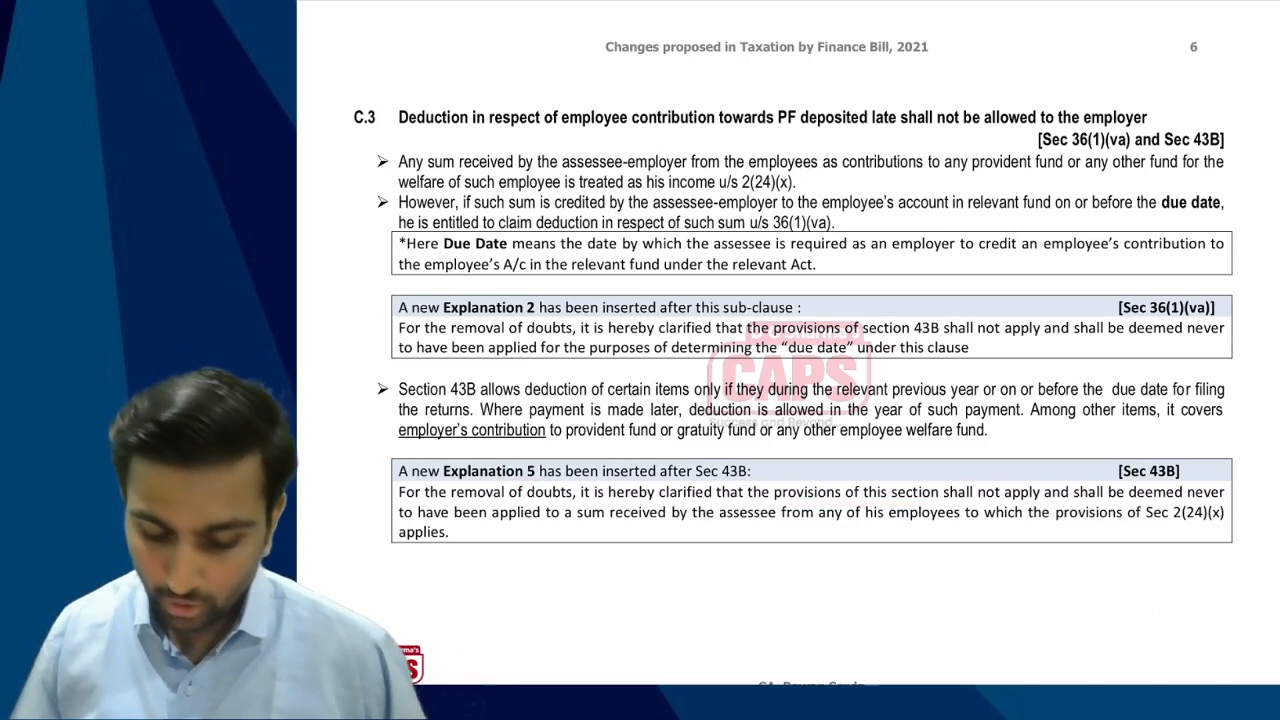 Changes proposed in Taxation by Finance Bill, 2021 6
C.3 Deduction in respect of employee contribution towards PF deposited late shall not be allowed to the employer
[Sec 36(1)(va) and Sec 43B]
➢ Any sum received by the assessee-employer from the employees as contributions to any provident fund or any other fund for the
welfare of such employee is treated as his income u/s 2(24)(x).
➢ However, if such sum is credited by the assessee-employer to the employee's account in relevant fund on or before the due date,
he is entitled to claim deduction in respect of such sum u/s 36(1)(va).
*Here Due Date means the date by which the assessee is required as an employer to credit an employee's contribution to
the employee's A/c in the relevant fund under the relevant Act.
A new Explanation 2 has been inserted after this sub-clause : [Sec 36(1)(va)]
For the removal of doubts, it is hereby clarified that the provisions of section 43B shall not apply and shall be deemed never
to have been applied for the purposes of determining the "due date" under this clause
CAPS
➢ Section 43B allows deduction of certain items only if they during the relevant previous year or on or before the due date for filing
the returns. Where payment is made later, deduction is allowed in the year of such payment. Among other items, it covers
employer's contribution to provident fund or gratuity fund or any other employee welfare fund.
A new Explanation 5 has been inserted after Sec 43B: [Sec 43B]
For the removal of doubts, it is hereby clarified that the provisions of this section shall not apply and shall be deemed never
to have been applied to a sum received by the assessee from any of his employees to which the provisions of Sec 2(24)(x)
applies.